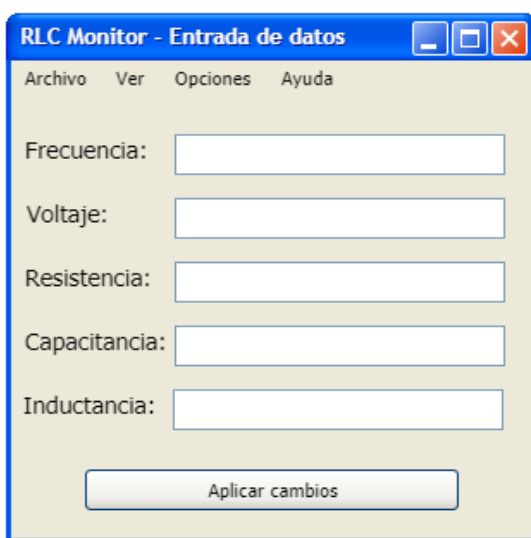 RLC Monitor - Entrada de datos
Archivo Ver Opciones Ayuda
Frecuencia:
Voltaje:
Resistencia:
Capacitancia:
Inductancia:
Aplicar cambios